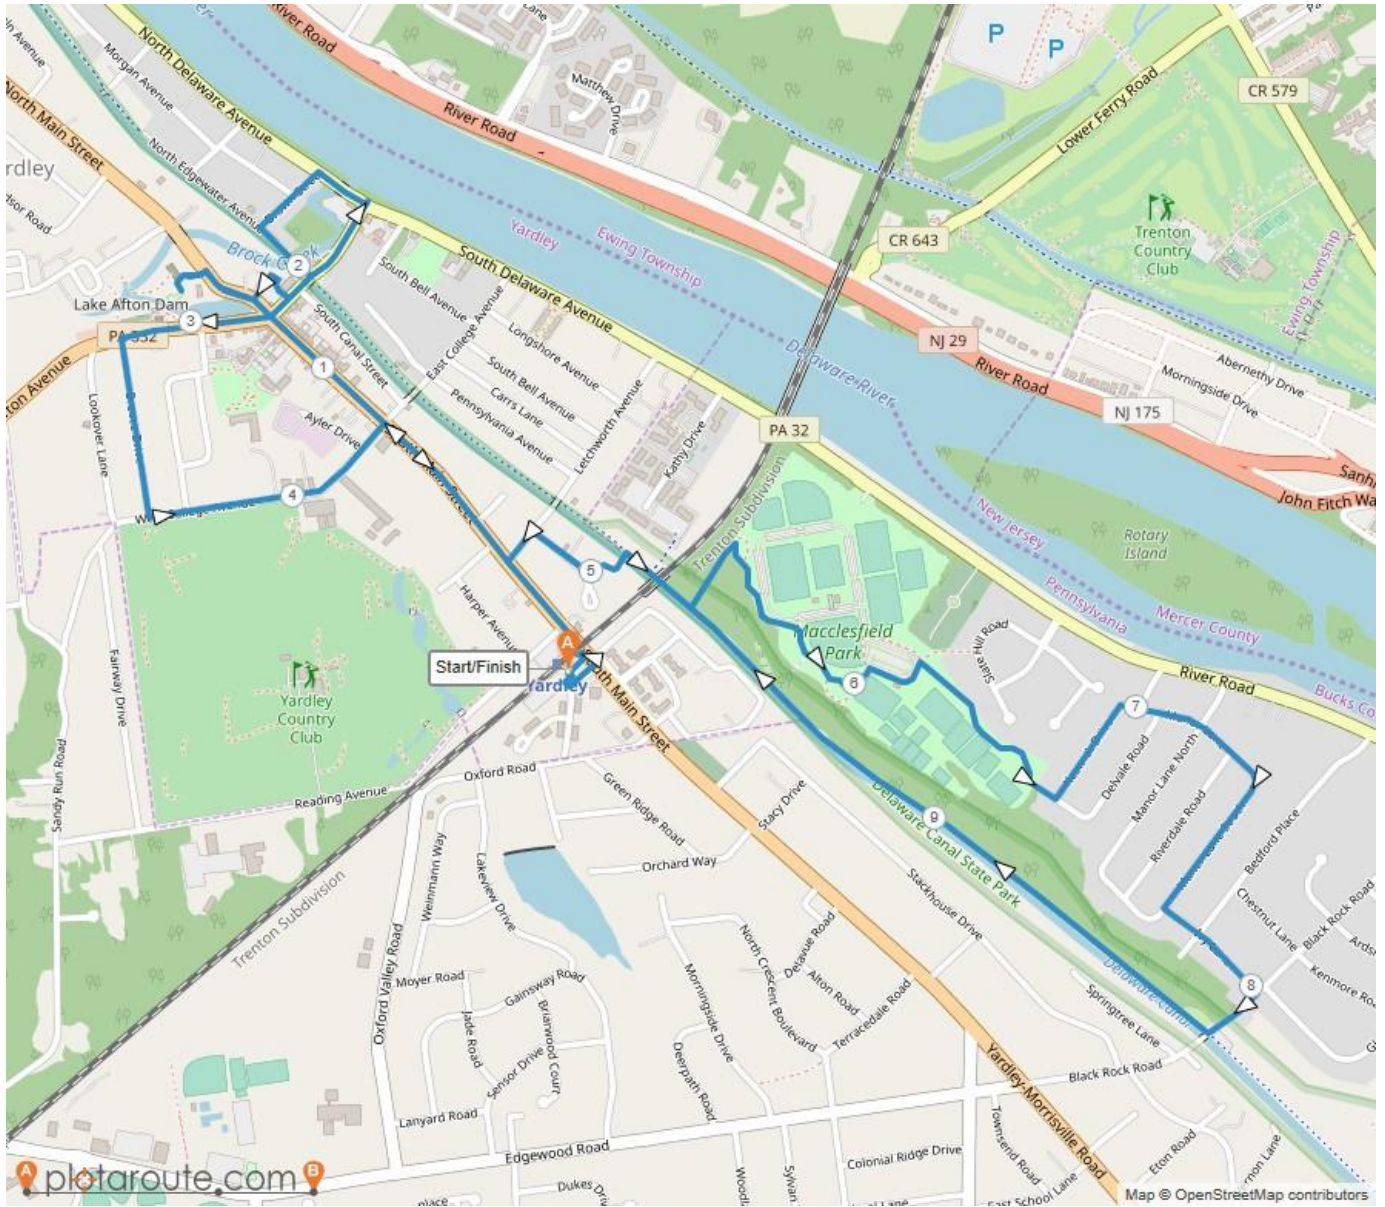 River Road
Lane
North Delaware Avenue
Morgan Avenue
Matthew Drive
P
P
CR 579
North Main Street
River Road
Lower Ferry Road
North Edgewater Avenue
Yardley
Ewing Township
Trenton
Country
Club
CR 643
Ewing Township
Brock Creek
2
South Bell Avenue
South Delaware Avenue
Lake Afton Dam
3
PA 332
South Canal Street
East College Avenue
Longshore Avenue
Delaware River
NJ 29
River Road
Abernethy Drive
Morningside Drive
1
South Bell Avenue
Carrs Lane
Pennsylvania Avenue
Letchworth Avenue
NJ 175
Lookover Lane
Ayler Drive
PA 32
Kathy Drive
4
Trenton Subdivision
New Jersey
Pennsylvania
Rotary
Island
Mercer County
5
Harper Avenue
A
Start/Finish
Yardley
Macclesfield
Park
Slate Hill Road
River Road
6
Fairway Drive
Yardley
Country
Club
South Main Street
7
Delvale Road
Manor Lane North
Riverdale Road
Bedford Place
Sandy Run Road
Oxford Road
Reading Avenue
Green Ridge Road
Stacy Drive
Delaware Canal State Park
9
Orchard Way
Weinmann Way
Lakeview Drive
Stackhouse Drive
Chestnut Lane
Black Rock Road
Trenton Subdivision
Oxford Valley Road
North Crescent Boulevard
Delavue Road
Alton Road
Terracedale Road
Delaware Canal
Kenmore Road
8
Moyer Road
Gainsway Road
Morningside Drive
Springtree Lane
Jade Road
Briarwood Court
Sensor Drive
Deerpath Road
Yardley-Morrisville Road
Black Rock Road
Lanyard Road
Edgewood Road
Townsend Road
Eton Road
Colonial Ridge Drive
East School Lane
A plotaroute.com B
Map © OpenStreetMap contributors